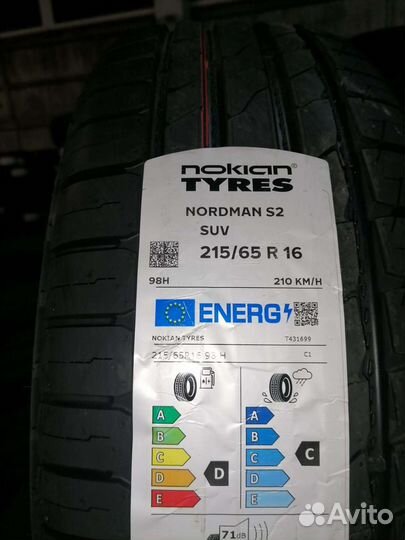 nokian®
TYRES
NORDMAN S2
SUV
215/65 R 16
98H 210 KM/H
ENERG
NOKIAN TYRES T431699
215/65R16 98 H C1
A A
B B
C C C
D D D
E E
71dB
Avito